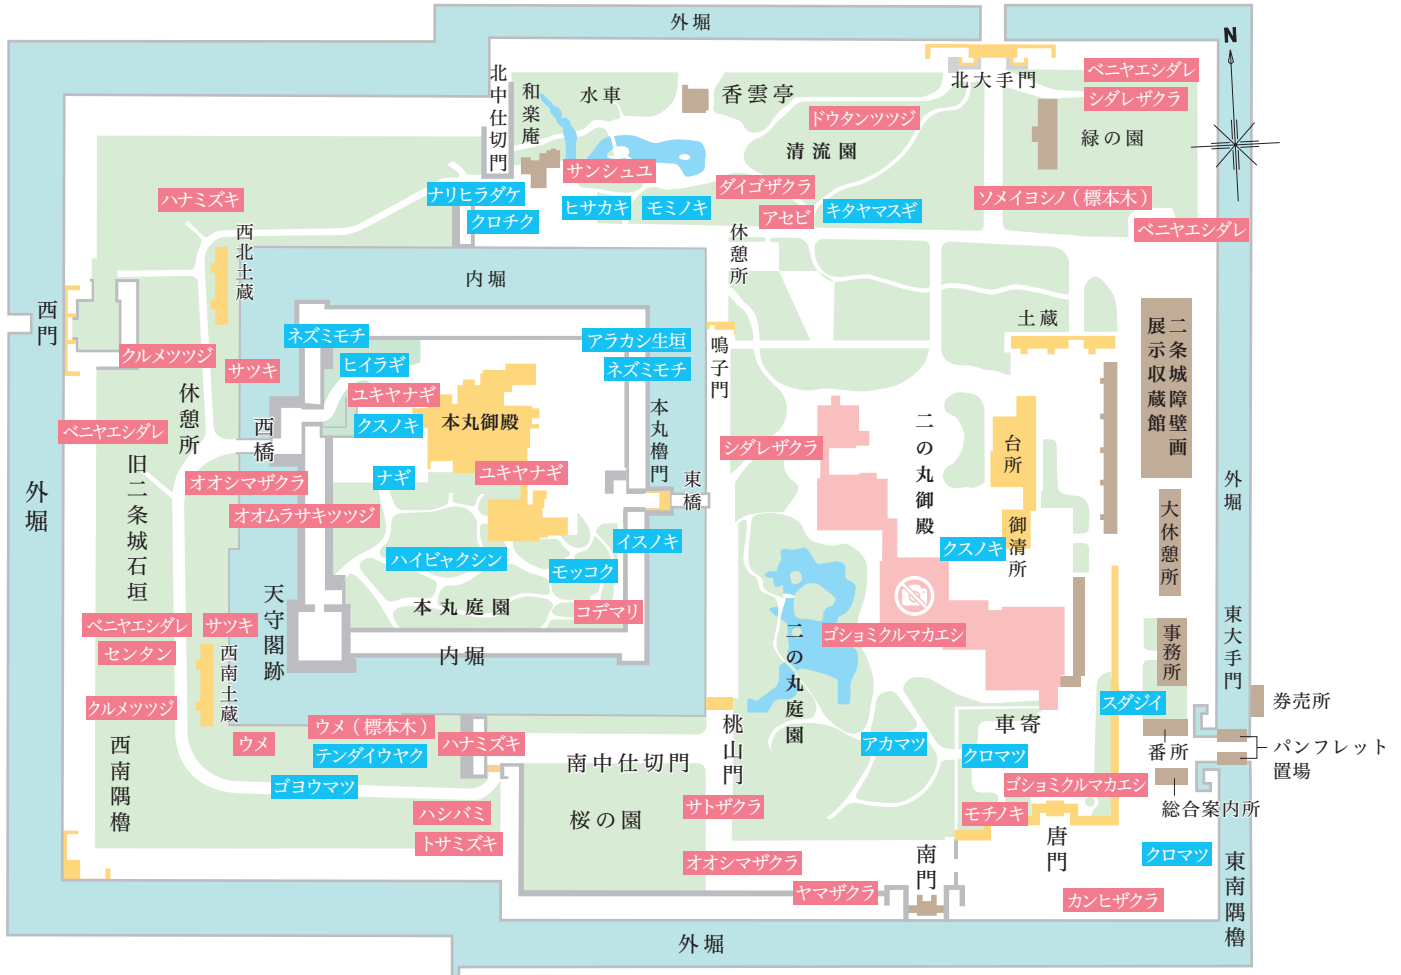 外堀
N
北大手門
ベニヤエシダレ
シダレザクラ
緑の園
北中仕切門
和楽庵
水車
香雲亭
ドウタンツツジ
清流園
サンシュユ
ダイゴザクラ
ソメイヨシノ（標本木）
ナリヒラダケ
クロチク
ヒサカキ
モミノキ
アセビ
キタヤマスギ
ベニヤエシダレ
ハナミズキ
西北土蔵
休憩所
内堀
西門
ネズミモチ
アラカシ生垣
鳴子門
土蔵
二条城障壁画
展示収蔵館
クルメツツジ
サツキ
ヒイラギ
ネズミモチ
休憩所
ユキヤナギ
本丸御殿
本丸櫓門
クスノキ
ベニヤエシダレ
西橋
シダレザクラ
二の丸御殿
台所
旧二条城石垣
オオシマザクラ
ナギ
ユキヤナギ
東橋
外堀
外堀
大休憩所
オオムラサキツツジ
イスノキ
クスノキ
御清所
ハイビャクシン
モッコク
天守閣跡
本丸庭園
コデマリ
ベニヤエシダレ
サツキ
センタン
西南土蔵
内堀
二の丸庭園
ゴショミクルマカエシ
事務所
東大手門
クルメツツジ
スダジイ
券売所
ウメ（標本木）
ウメ
テンダイウヤク
ハナミズキ
桃山門
車寄
アカマツ
クロマツ
番所
パンフレット
置場
西南隅櫓
ゴヨウマツ
南中仕切門
ゴショミクルマカエシ
総合案内所
ハシバミ
桜の園
サトザクラ
モチノキ
唐門
トサミズキ
オオシマザクラ
南門
クロマツ
東南隅櫓
ヤマザクラ
カンヒザクラ
外堀